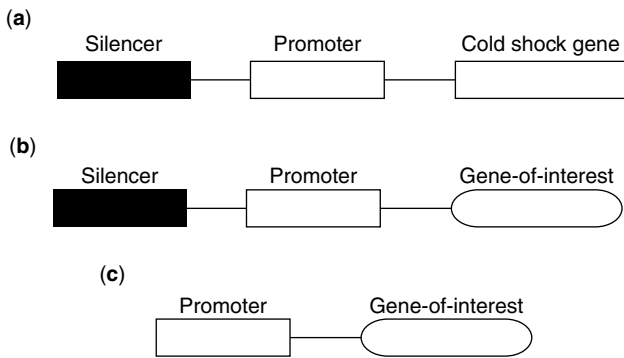 (a)
Silencer Promoter Cold shock gene
(b)
Silencer Promoter Gene-of-interest
(c)
Promoter Gene-of-interest